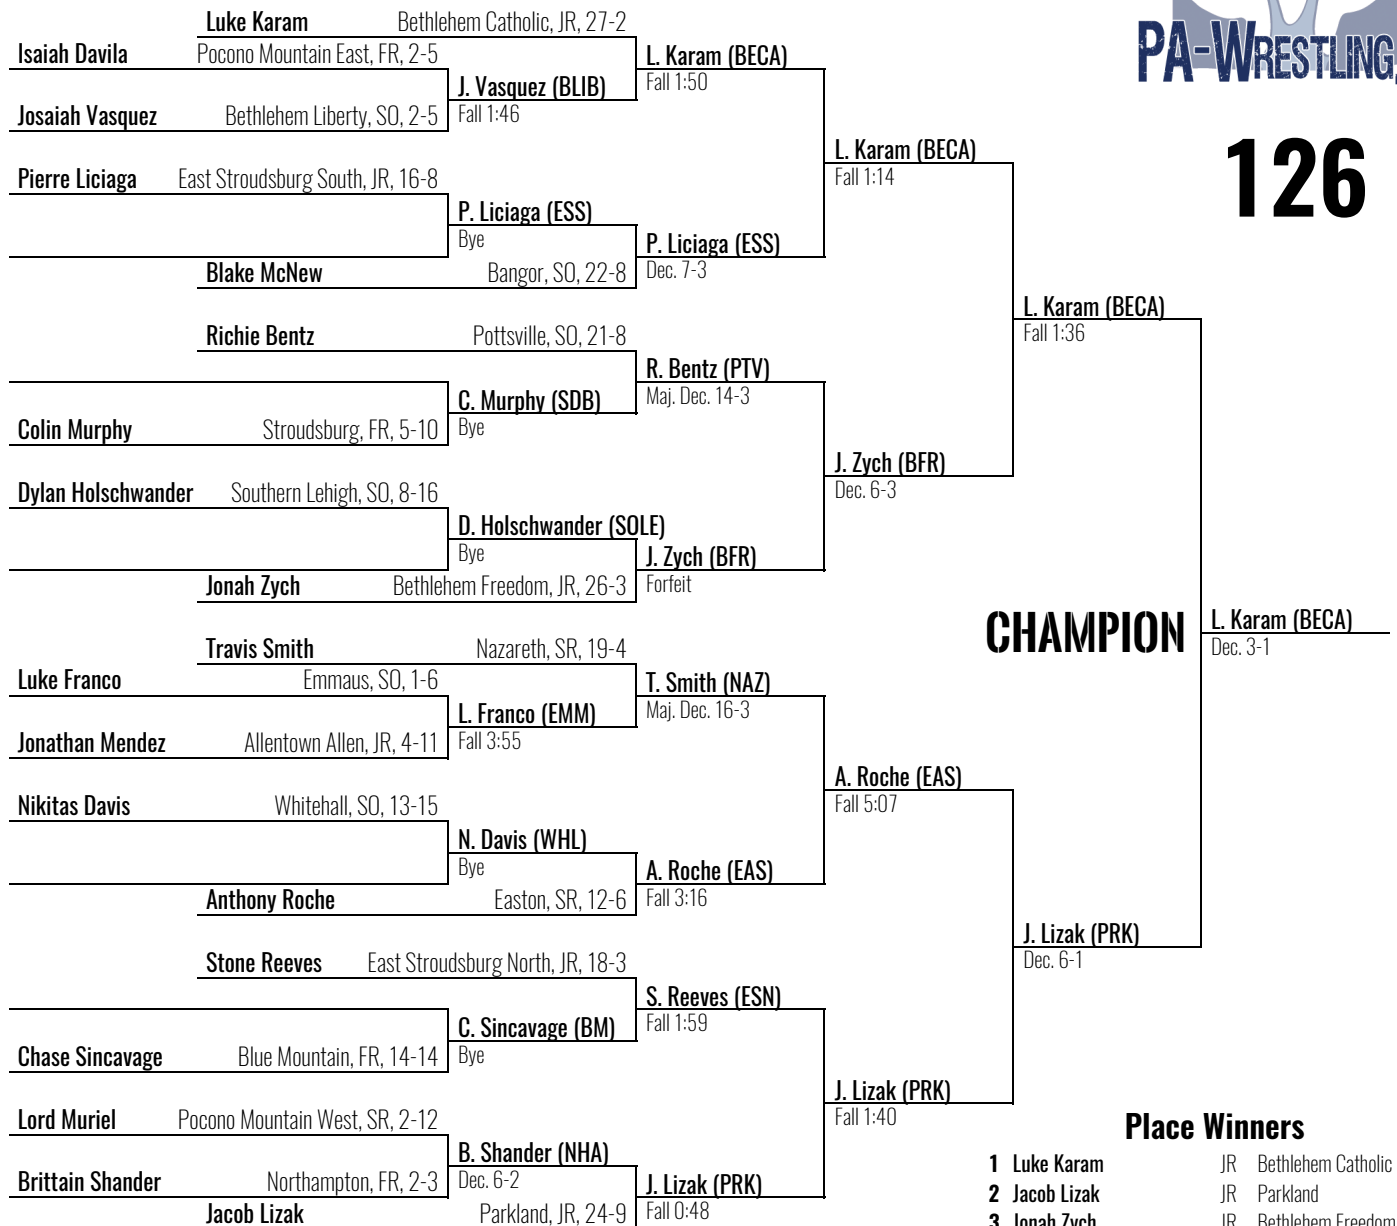 Luke Karam Bethlehem Catholic, JR, 27-2
Isaiah Davila Pocono Mountain East, FR, 2-5
L. Karam (BECA)
Fall 1:50
J. Vasquez (BLIB)
Fall 1:46
Josaiah Vasquez Bethlehem Liberty, SO, 2-5
PA-WRESTLING.
L. Karam (BECA)
Fall 1:14
126
Pierre Liciaga East Stroudsburg South, JR, 16-8
P. Liciaga (ESS)
Bye
P. Liciaga (ESS)
Dec. 7-3
Blake McNew Bangor, SO, 22-8
L. Karam (BECA)
Fall 1:36
Richie Bentz Pottsville, SO, 21-8
R. Bentz (PTV)
Maj. Dec. 14-3
C. Murphy (SDB)
Bye
Colin Murphy Stroudsburg, FR, 5-10
J. Zych (BFR)
Dec. 6-3
Dylan Holschwander Southern Lehigh, SO, 8-16
D. Holschwander (SOLE)
Bye
J. Zych (BFR)
Forfeit
Jonah Zych Bethlehem Freedom, JR, 26-3
CHAMPION
L. Karam (BECA)
Dec. 3-1
Travis Smith Nazareth, SR, 19-4
Luke Franco Emmaus, SO, 1-6
T. Smith (NAZ)
Maj. Dec. 16-3
L. Franco (EMM)
Fall 3:55
Jonathan Mendez Allentown Allen, JR, 4-11
A. Roche (EAS)
Fall 5:07
Nikitas Davis Whitehall, SO, 13-15
N. Davis (WHL)
Bye
A. Roche (EAS)
Fall 3:16
Anthony Roche Easton, SR, 12-6
J. Lizak (PRK)
Dec. 6-1
Stone Reeves East Stroudsburg North, JR, 18-3
S. Reeves (ESN)
Fall 1:59
C. Sincavage (BM)
Bye
Chase Sincavage Blue Mountain, FR, 14-14
J. Lizak (PRK)
Fall 1:40
Lord Muriel Pocono Mountain West, SR, 2-12
B. Shander (NHA)
Dec. 6-2
Brittain Shander Northampton, FR, 2-3
J. Lizak (PRK)
Fall 0:48
Jacob Lizak Parkland, JR, 24-9
Place Winners
1 Luke Karam JR Bethlehem Catholic
2 Jacob Lizak JR Parkland
3 Jonah Zych JR Bethlehem Freedom